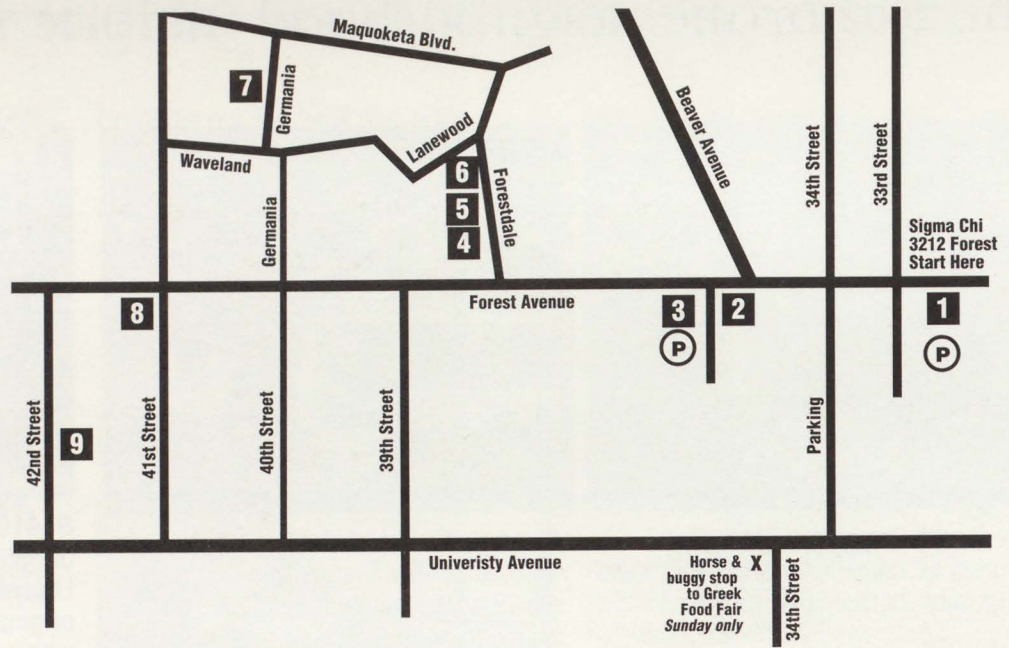 Maquoketa Blvd.
7
Germania
Waveland
Lanewood
6
5
4
Forestdale
Germania
Beaver Avenue
34th Street
33rd Street
Sigma Chi
3212 Forest
Start Here
Forest Avenue
8
3
P
2
1
P
42nd Street
9
41st Street
40th Street
39th Street
Parking
Univeristy Avenue
Horse & X
buggy stop
to Greek
Food Fair
Sunday only
34th Street